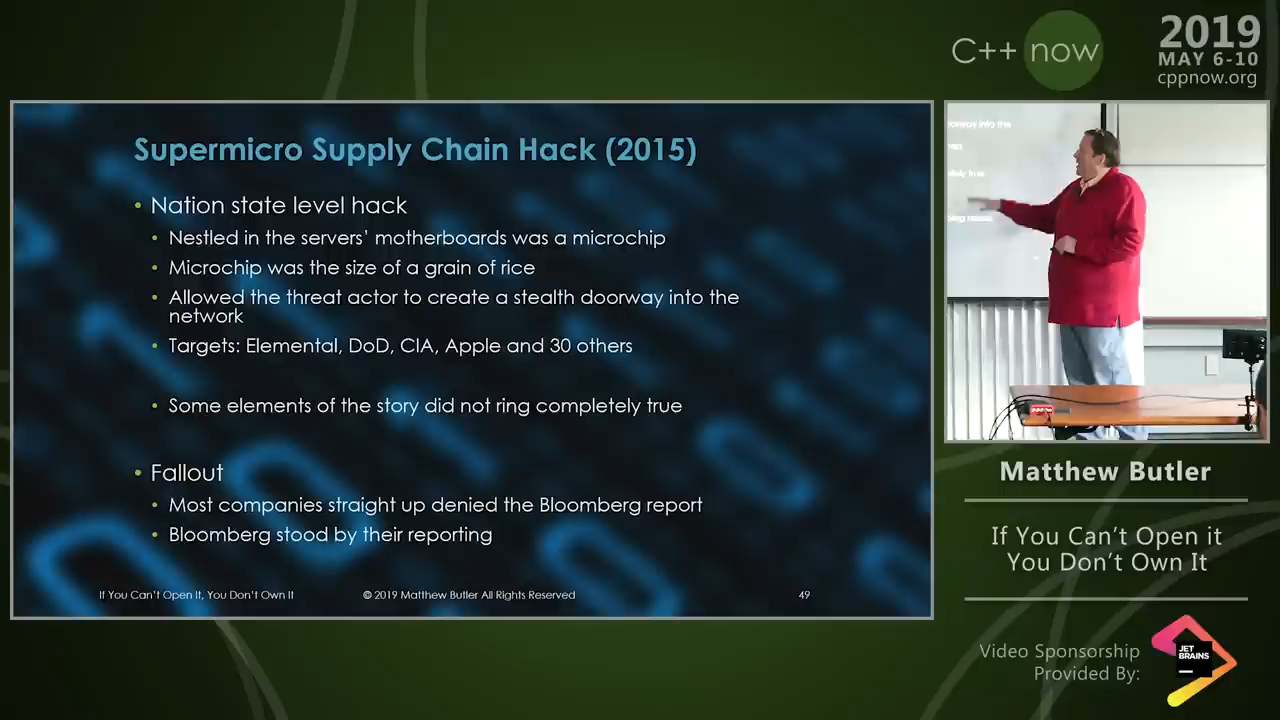 C++ now
2019
MAY 6-10
cppnow.org
Supermicro Supply Chain Hack (2015)
• Nation state level hack
• Nestled in the servers’ motherboards was a microchip
• Microchip was the size of a grain of rice
• Allowed the threat actor to create a stealth doorway into the
network
• Targets: Elemental, DoD, CIA, Apple and 30 others
• Some elements of the story did not ring completely true
• Fallout
• Most companies straight up denied the Bloomberg report
• Bloomberg stood by their reporting
If You Can’t Open It, You Don’t Own It
© 2019 Matthew Butler All Rights Reserved
49
Matthew Butler
If You Can’t Open it
You Don’t Own It
Video Sponsorship
Provided By:
JET
BRAINS